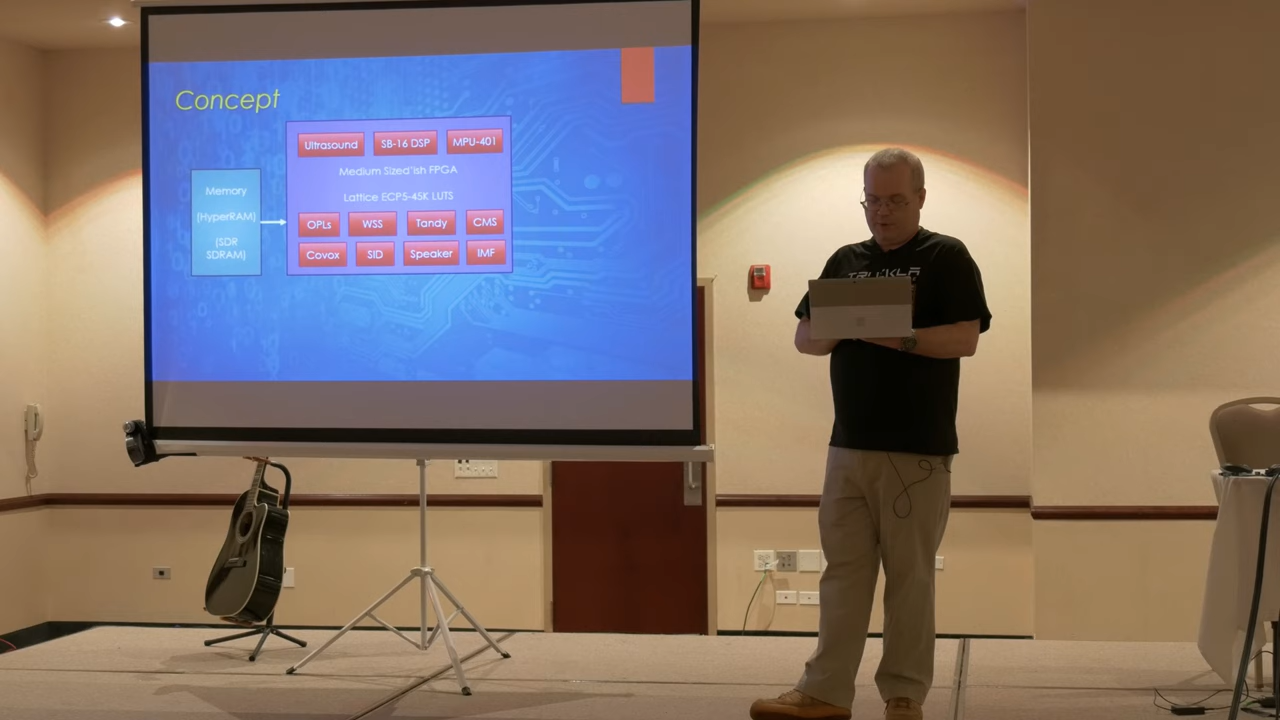 Concept
Ultrasound SB-16 DSP MPU-401
Medium Sized'ish FPGA
Lattice ECP5-45K LUTS
Memory
(HyperRAM)
(SDR
SDRAM)
OPLs WSS Tandy CMS
Covox SID Speaker IMF